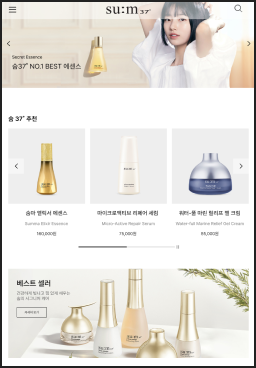 su:m 37°
Secret Essence
숨37° NO.1 BEST 에센스
숨 37° 추천
숨마 엘릭서 에센스
마이크로액티브 리페어 세럼
워터-풀 마린 릴리프 젤 크림
Summa Elixir Essence
Micro-Active Repair Serum
Water-full Marine Relief Gel Cream
160,000원
75,000원
65,000원
베스트 셀러